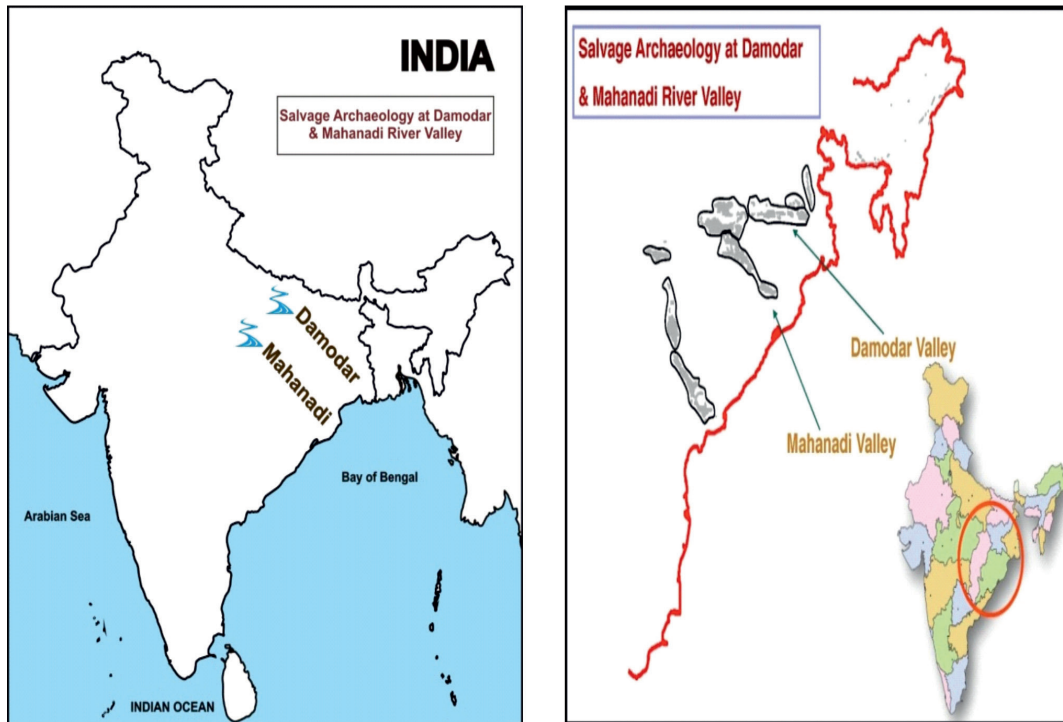 INDIA
Salvage Archaeology at Damodar
& Mahanadi River Valley
Damodar
Mahanadi
Bay of Bengal
Arabian Sea
INDIAN OCEAN
Salvage Archaeology at Damodar
& Mahanadi River Valley
Damodar Valley
Mahanadi Valley